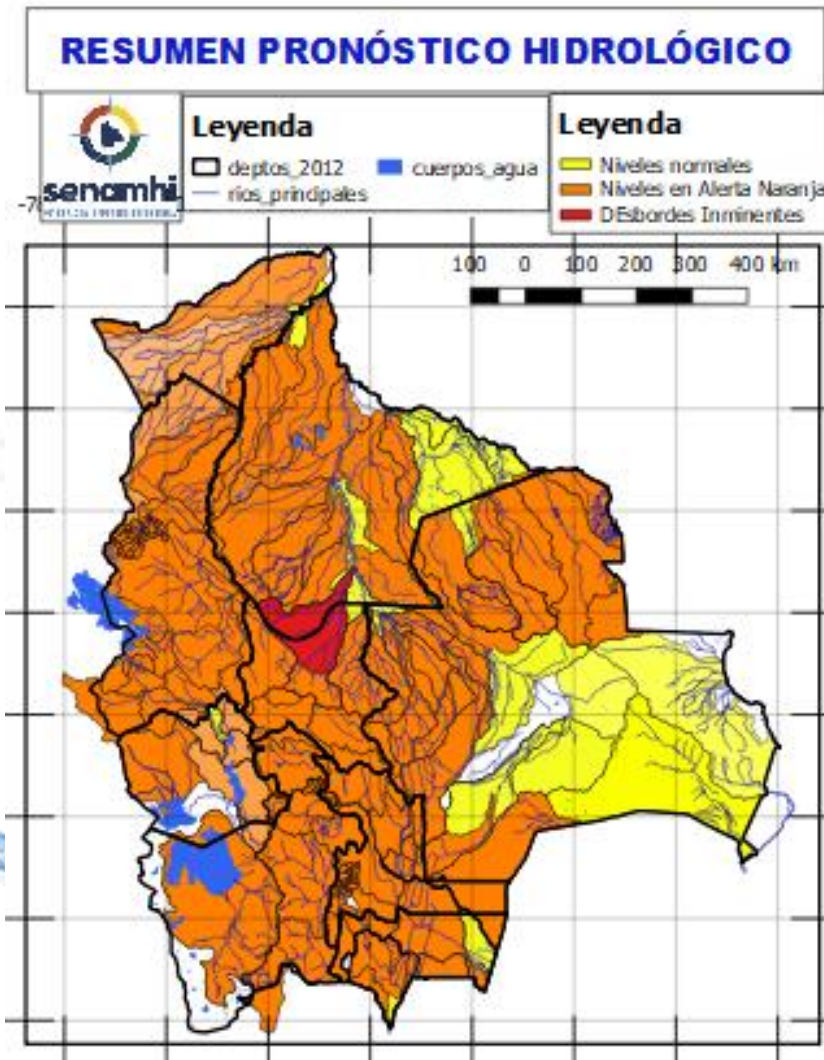 RESUMEN PRONÓSTICO HIDROLÓGICO
senamhi
Leyenda
deptos_2012
cuerpos_agua
rios_principales
Leyenda
Niveles normales
Niveles en Alerta Naranja
DEsbordes Inminentes
100 0 100 200 300 400 km